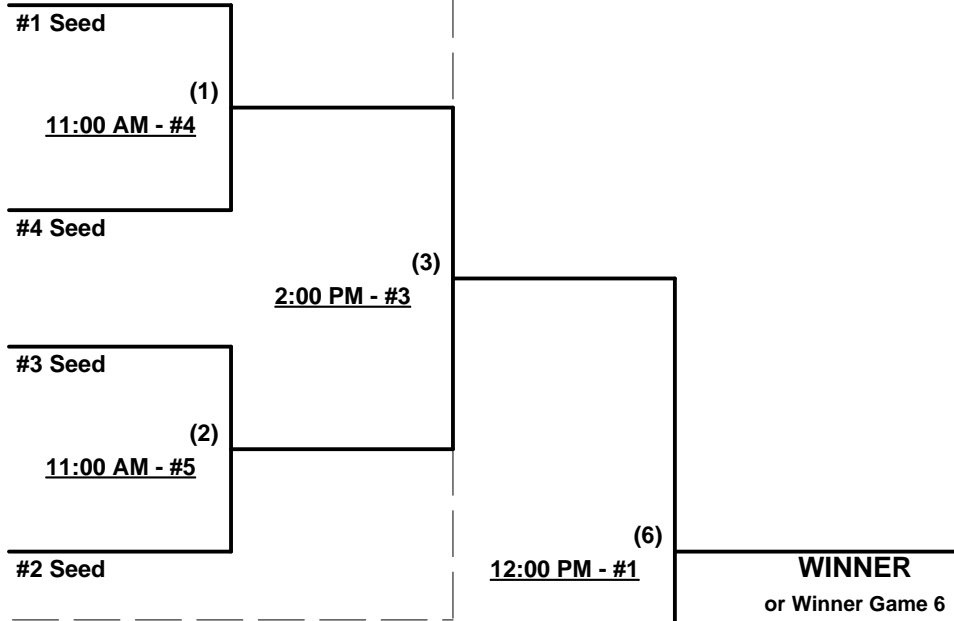 #1 Seed
(1)
11:00 AM - #4
#4 Seed
(3)
2:00 PM - #3
#3 Seed
(2)
11:00 AM - #5
#2 Seed
(6)
12:00 PM - #1
WINNER
or Winner Game 6